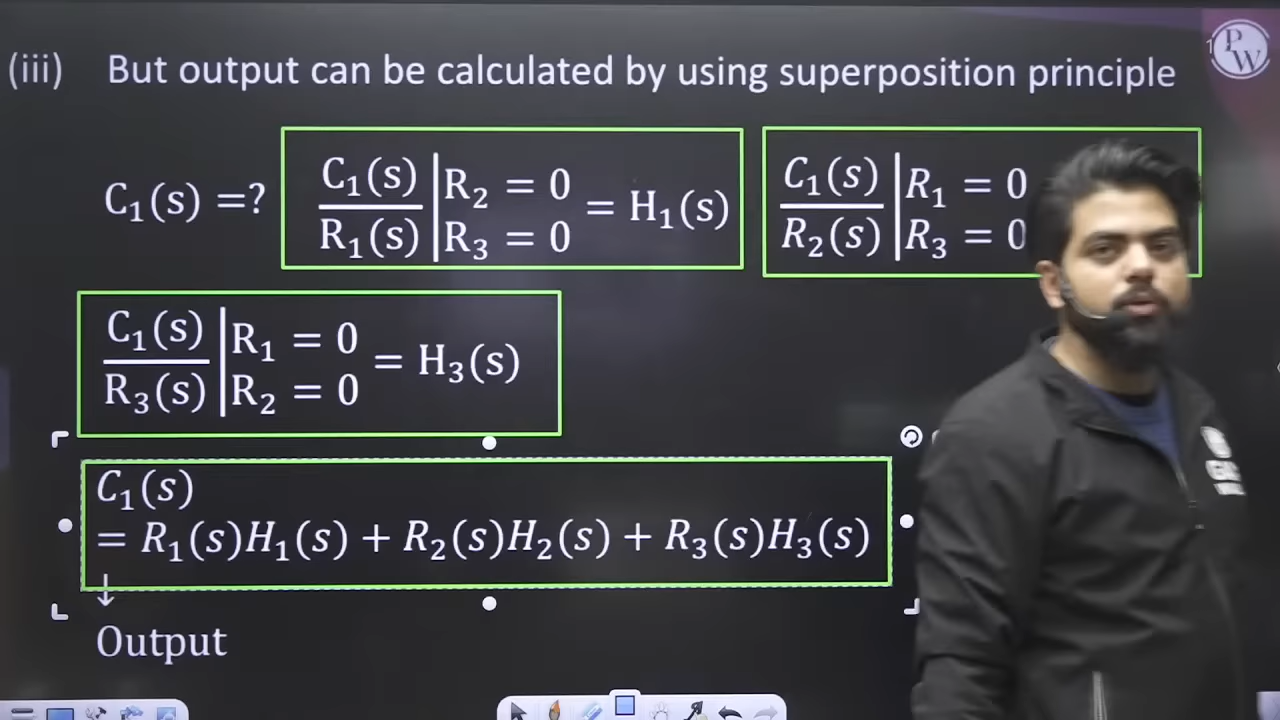 (iii) But output can be calculated by using superposition principle
C₁(s) =? C₁(s)/R₁(s) | R₂ = 0 R₃ = 0 = H₁(s)
C₁(s)/R₂(s) | R₁ = 0 R₃ = 0
C₁(s)/R₃(s) | R₁ = 0 R₂ = 0 = H₃(s)
C₁(s)
= R₁(s)H₁(s) + R₂(s)H₂(s) + R₃(s)H₃(s)
↓
Output
PW